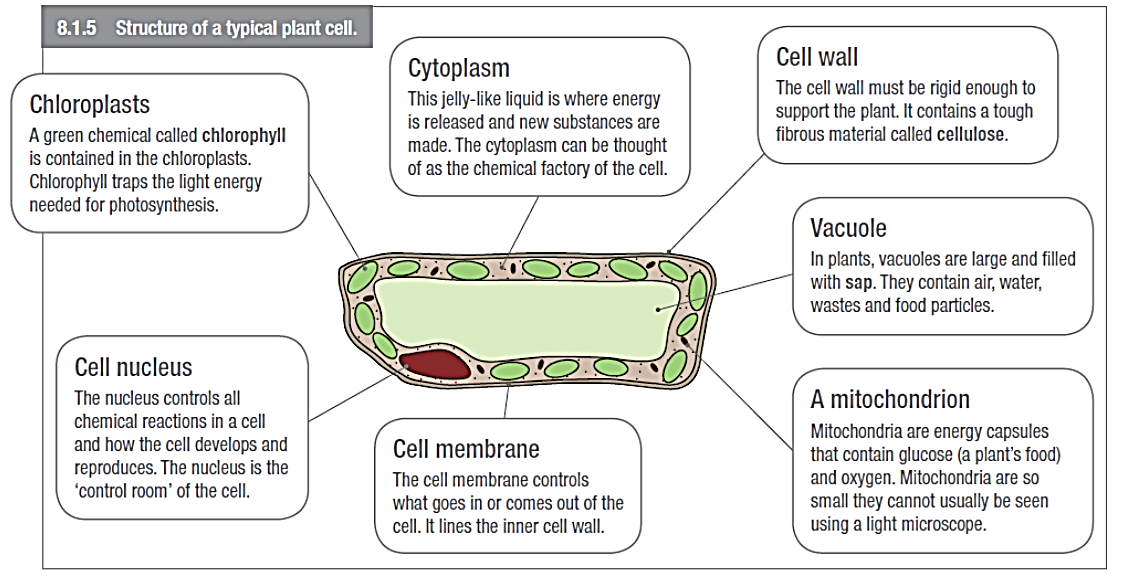 8.1.5 Structure of a typical plant cell.
Chloroplasts
A green chemical called chlorophyll
is contained in the chloroplasts.
Chlorophyll traps the light energy
needed for photosynthesis.
Cytoplasm
This jelly-like liquid is where energy
is released and new substances are
made. The cytoplasm can be thought
of as the chemical factory of the cell.
Cell wall
The cell wall must be rigid enough to
support the plant. It contains a tough
fibrous material called cellulose.
Vacuole
In plants, vacuoles are large and filled
with sap. They contain air, water,
wastes and food particles.
Cell nucleus
The nucleus controls all
chemical reactions in a cell
and how the cell develops and
reproduces. The nucleus is the
‘control room’ of the cell.
Cell membrane
The cell membrane controls
what goes in or comes out of the
cell. It lines the inner cell wall.
A mitochondrion
Mitochondria are energy capsules
that contain glucose (a plant’s food)
and oxygen. Mitochondria are so
small they cannot usually be seen
using a light microscope.